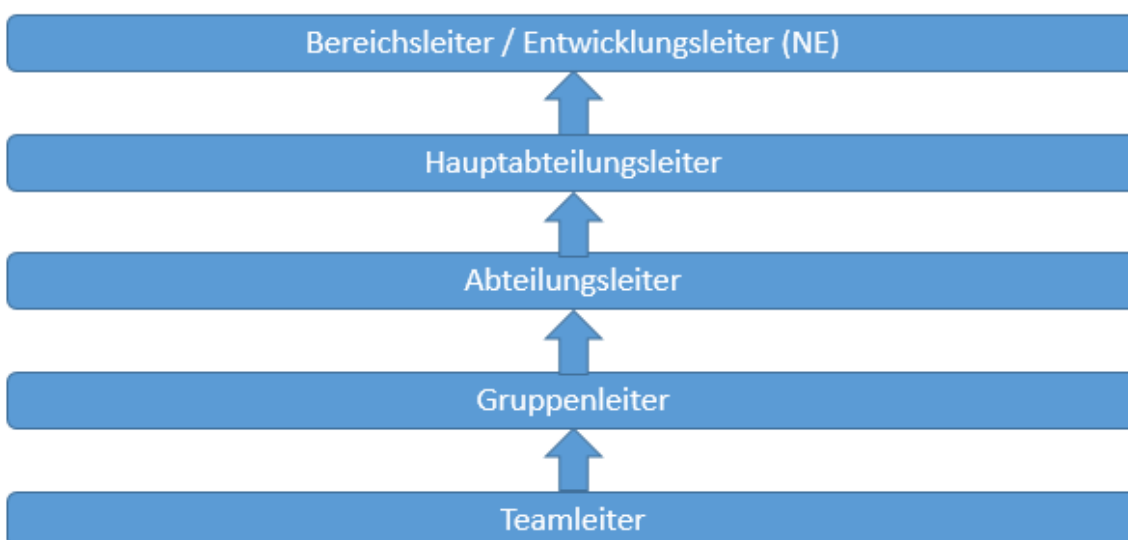 Bereichsleiter / Entwicklungsleiter (NE)
Hauptabteilungsleiter
Abteilungsleiter
Gruppenleiter
Teamleiter